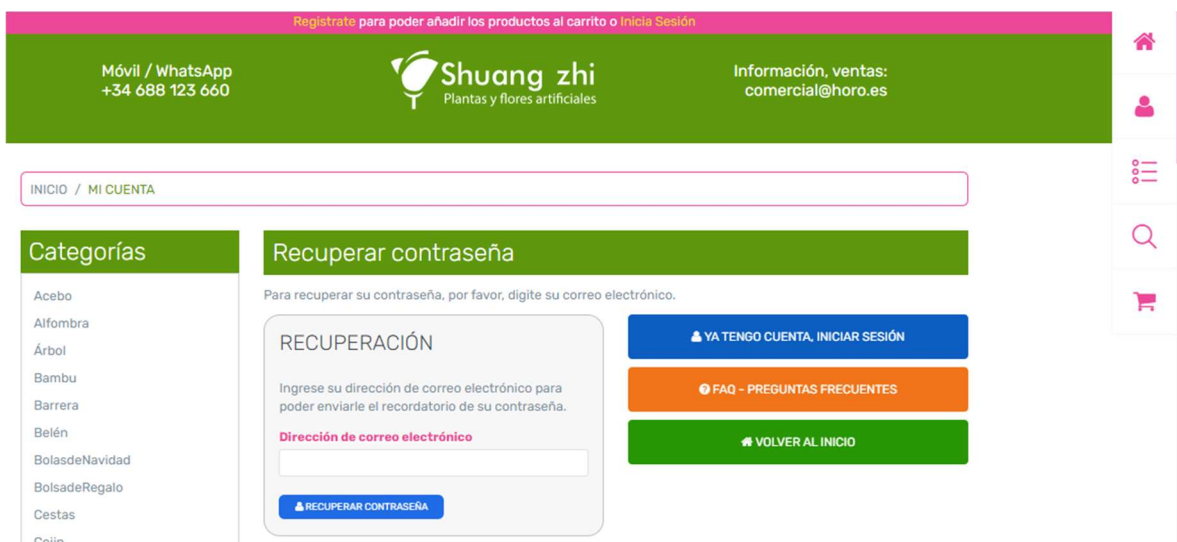 Registrate para poder añadir los productos al carrito o Inicia Sesión
Móvil / WhatsApp
+34 688 123 660
Shuang zhi
Plantas y flores artificiales
Información, ventas:
comercial@horo.es
INICIO / MI CUENTA
Categorías
Acebo
Alfombra
Árbol
Bambu
Barrera
Belén
BolasdeNavidad
BolsadeRegalo
Cestas
Recuperar contraseña
Para recuperar su contraseña, por favor, digite su correo electrónico.
RECUPERACIÓN
Ingrese su dirección de correo electrónico para
poder enviarle el recordatorio de su contraseña.
Dirección de correo electrónico
RECUPERAR CONTRASEÑA
YA TENGO CUENTA, INICIAR SESIÓN
FAQ - PREGUNTAS FRECUENTES
VOLVER AL INICIO